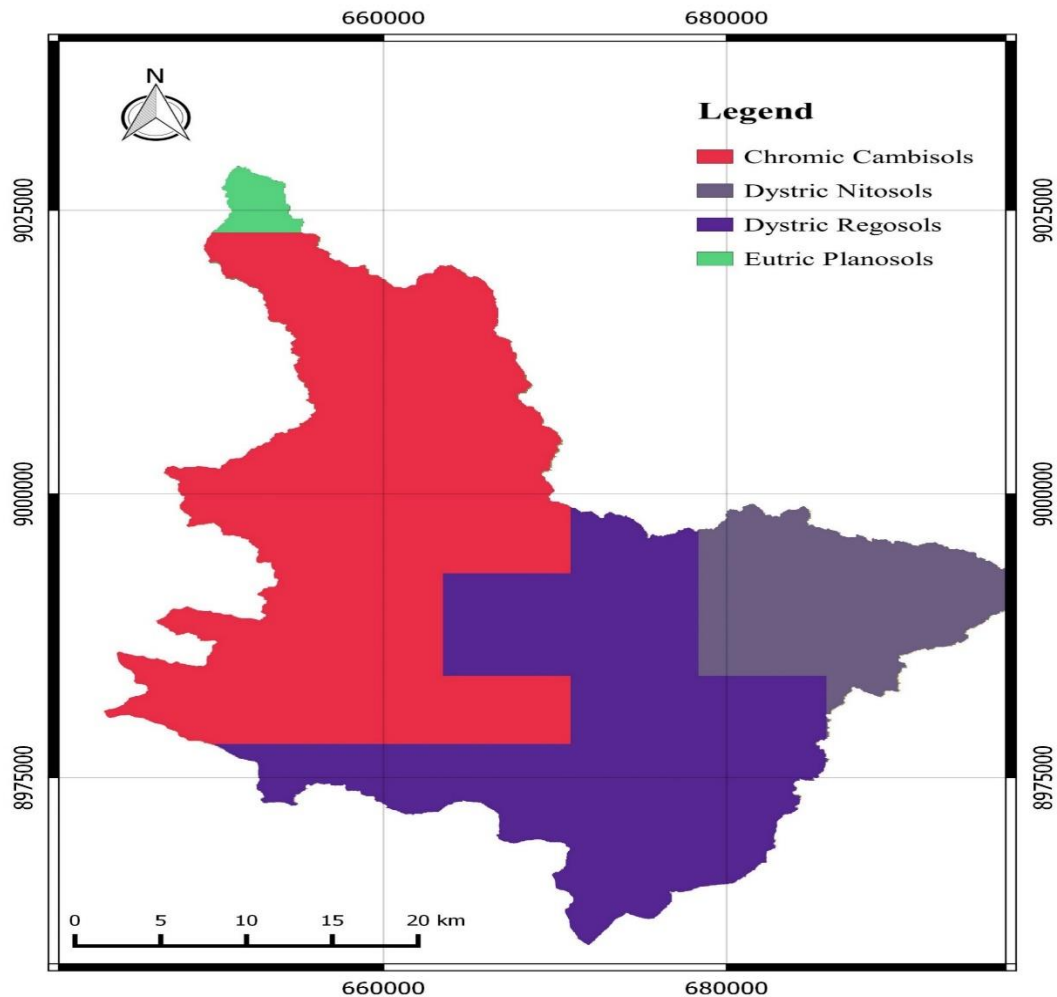 660000 680000
N
Legend
Chromic Cambisols
Dystric Nitosols
Dystric Regosols
Eutric Planosols
9025000 9025000
9000000 9000000
8975000 8975000
0 5 10 15 20 km
660000 680000